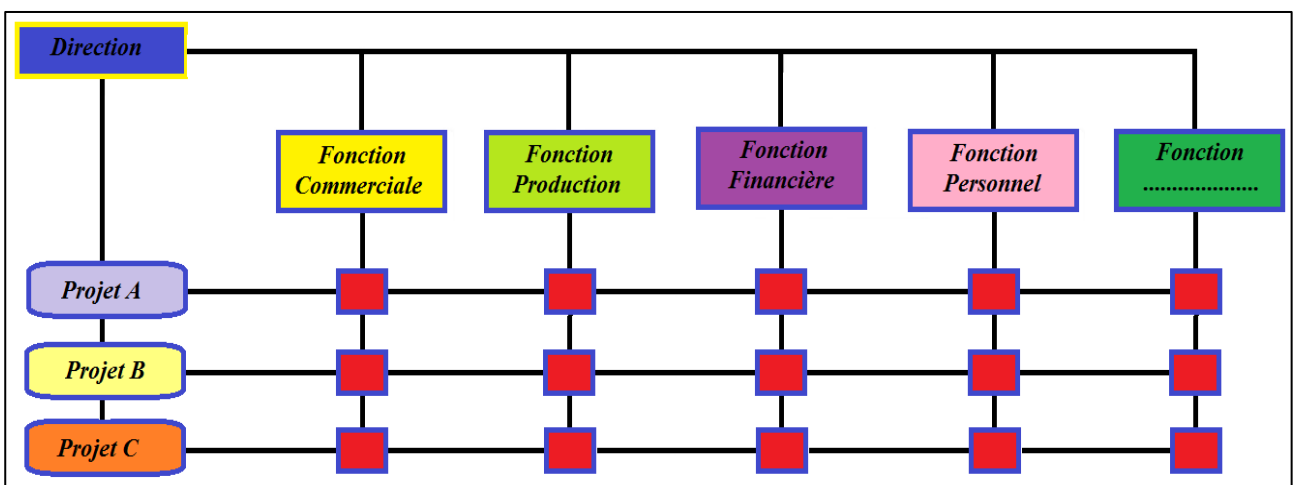 Direction
Fonction
Commerciale
Fonction
Production
Fonction
Financière
Fonction
Personnel
Fonction
....................
Projet A
Projet B
Projet C